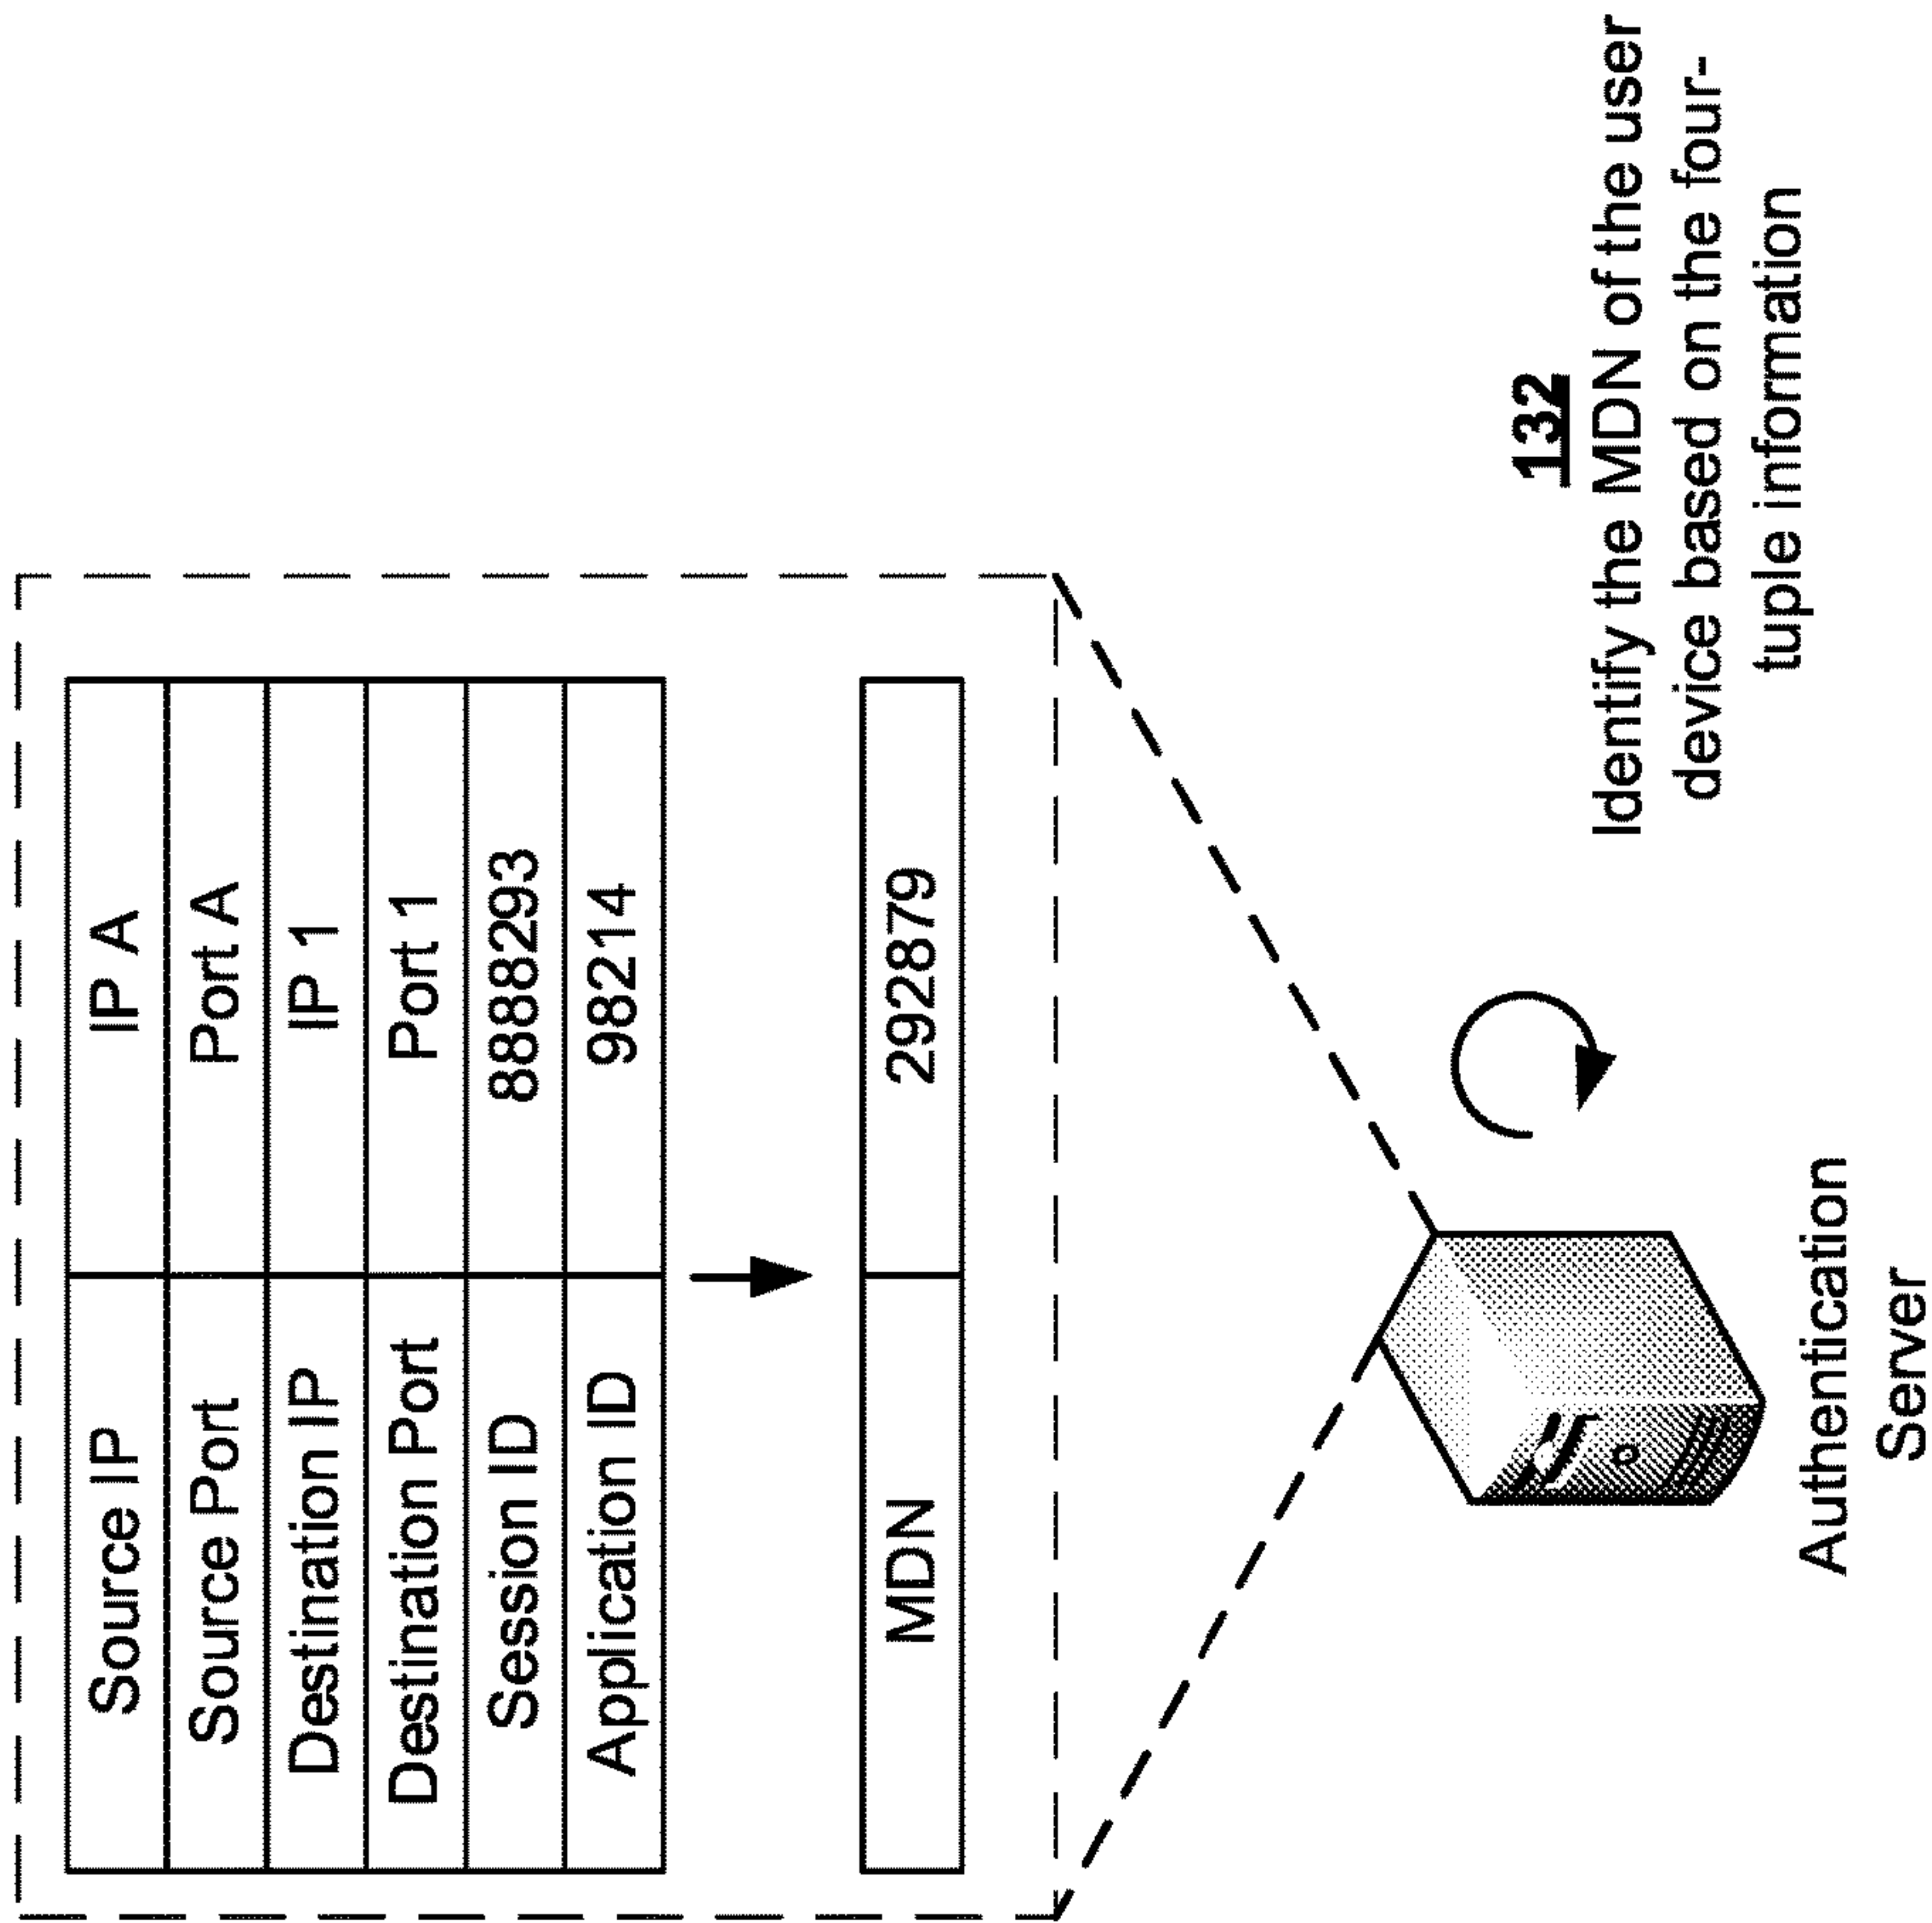 Source IP IP A
Source Port Port A
Destination IP IP 1
Destination Port Port 1
Session ID 8888293
Application ID 98214
MDN 292879
132
Identify the MDN of the user
device based on the four-
tuple information
Authentication
Server